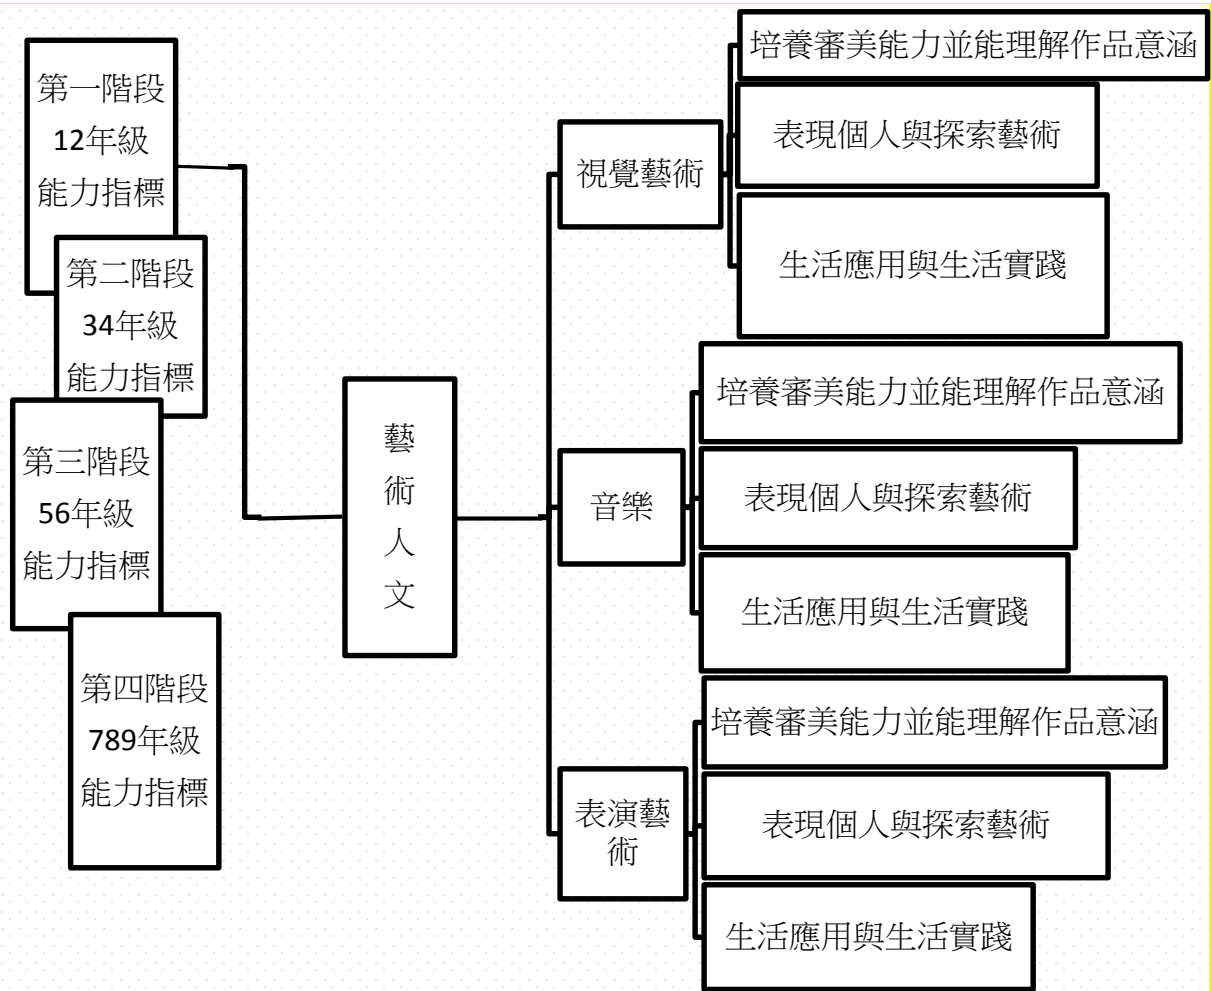 第一階段
12年級
能力指標
第二階段
34年級
能力指標
第三階段
56年級
能力指標
第四階段
789年級
能力指標
藝
術
人
文
視覺藝術
培養審美能力並能理解作品意涵
表現個人與探索藝術
生活應用與生活實踐
音樂
培養審美能力並能理解作品意涵
表現個人與探索藝術
生活應用與生活實踐
表演藝
術
培養審美能力並能理解作品意涵
表現個人與探索藝術
生活應用與生活實踐